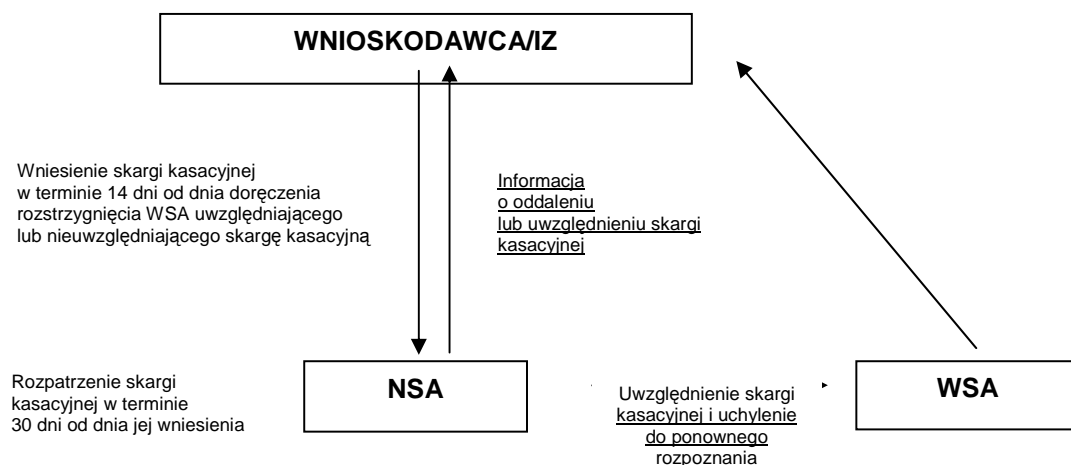 WNIOSKODAWCA/IZ
Wniesienie skargi kasacyjnej
w terminie 14 dni od dnia doręczenia
rozstrzygnięcia WSA uwzględniającego
lub nieuwzględniającego skargę kasacyjną
Informacja
o oddaleniu
lub uwzględnieniu skargi
kasacyjnej
Rozpatrzenie skargi
kasacyjnej w terminie
30 dni od dnia jej wniesienia
NSA
Uwzględnienie skargi
kasacyjnej i uchylenie
do ponownego
rozpoznania
WSA